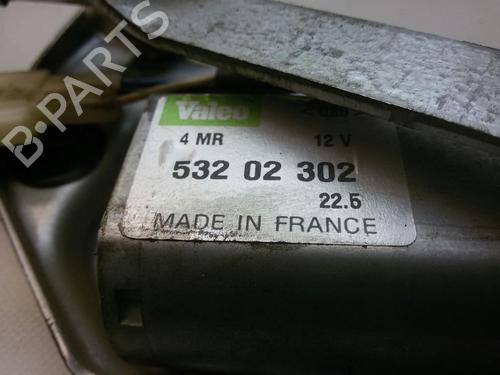 B-PARTS
Valeo
4 MR 12 V
532 02 302
22.5
MADE IN FRANCE